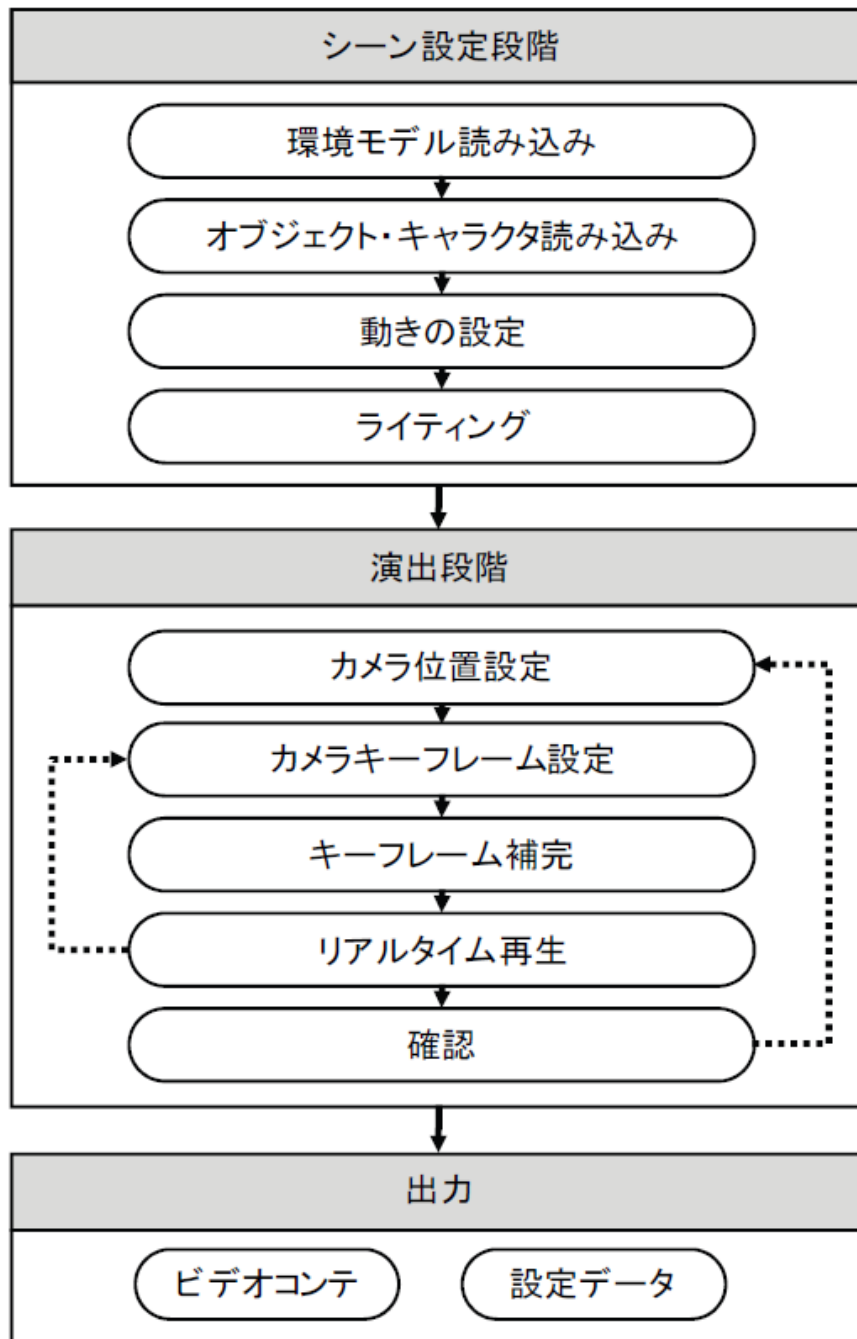 シーン設定段階
環境モデル読み込み
オブジェクト・キャラクタ読み込み
動きの設定
ライティング
演出段階
カメラ位置設定
カメラキーフレーム設定
キーフレーム補完
リアルタイム再生
確認
出力
ビデオコンテ
設定データ